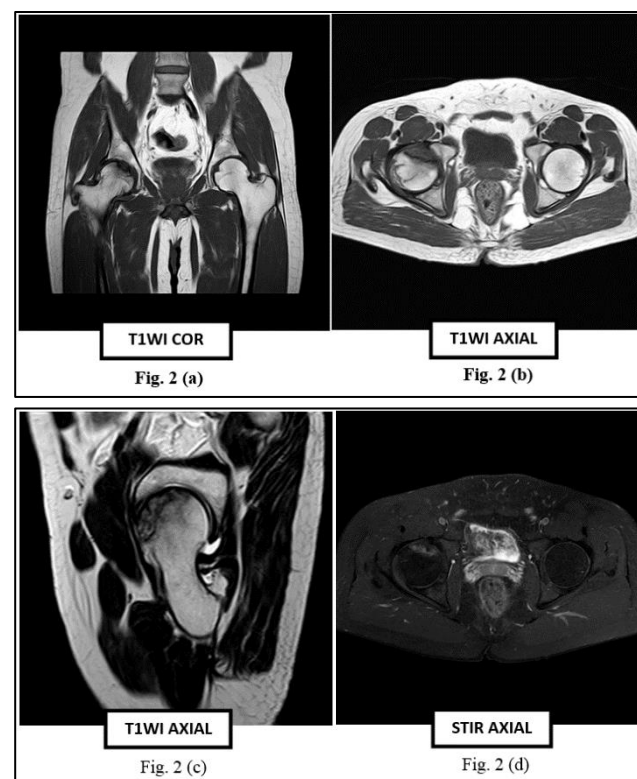 T1WI COR
T1WI AXIAL
Fig. 2 (a)
Fig. 2 (b)
T1WI AXIAL
STIR AXIAL
Fig. 2 (c)
Fig. 2 (d)